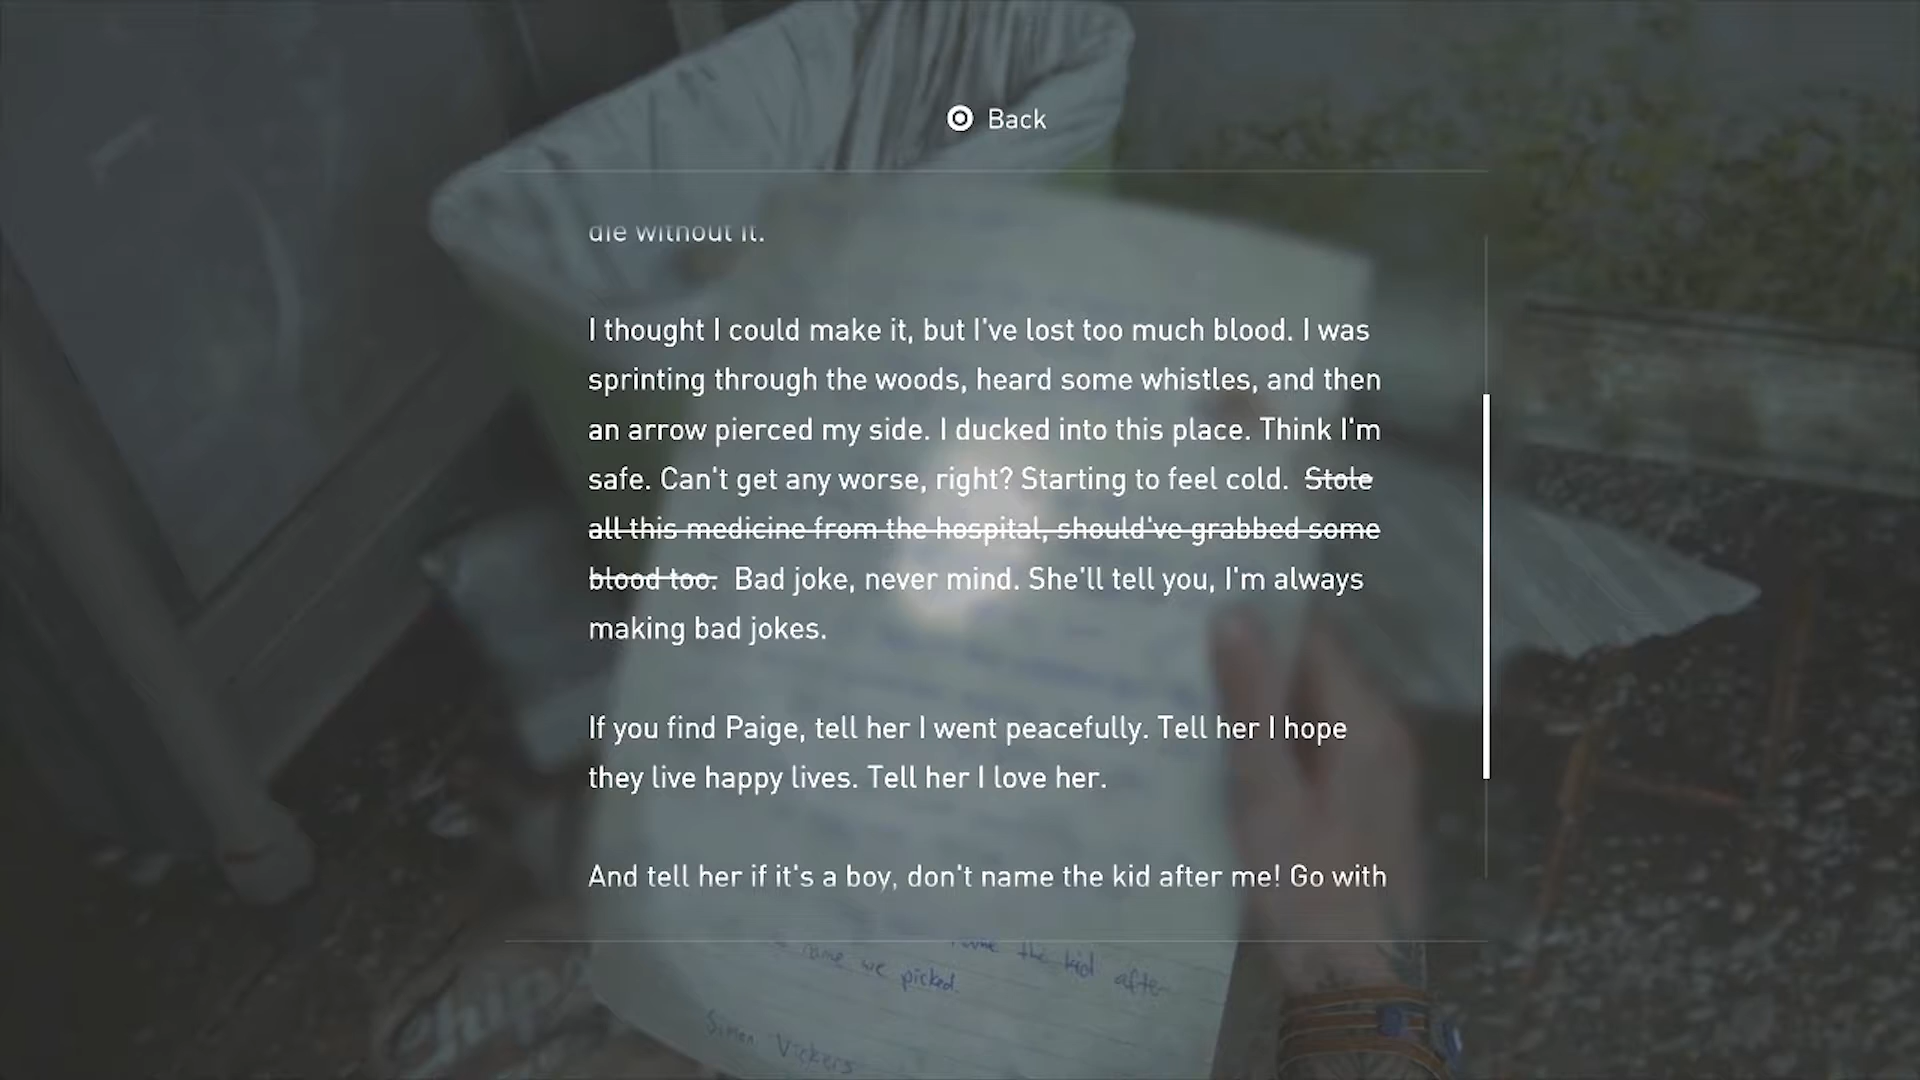 Back
die without it.
I thought I could make it, but I've lost too much blood. I was
sprinting through the woods, heard some whistles, and then
an arrow pierced my side. I ducked into this place. Think I'm
safe. Can't get any worse, right? Starting to feel cold. Stole
all this medicine from the hospital, should've grabbed some
blood too. Bad joke, never mind. She'll tell you, I'm always
making bad jokes.
If you find Paige, tell her I went peacefully. Tell her I hope
they live happy lives. Tell her I love her.
And tell her if it's a boy, don't name the kid after me! Go with
name the kid after
name we picked.
Simon Vickers